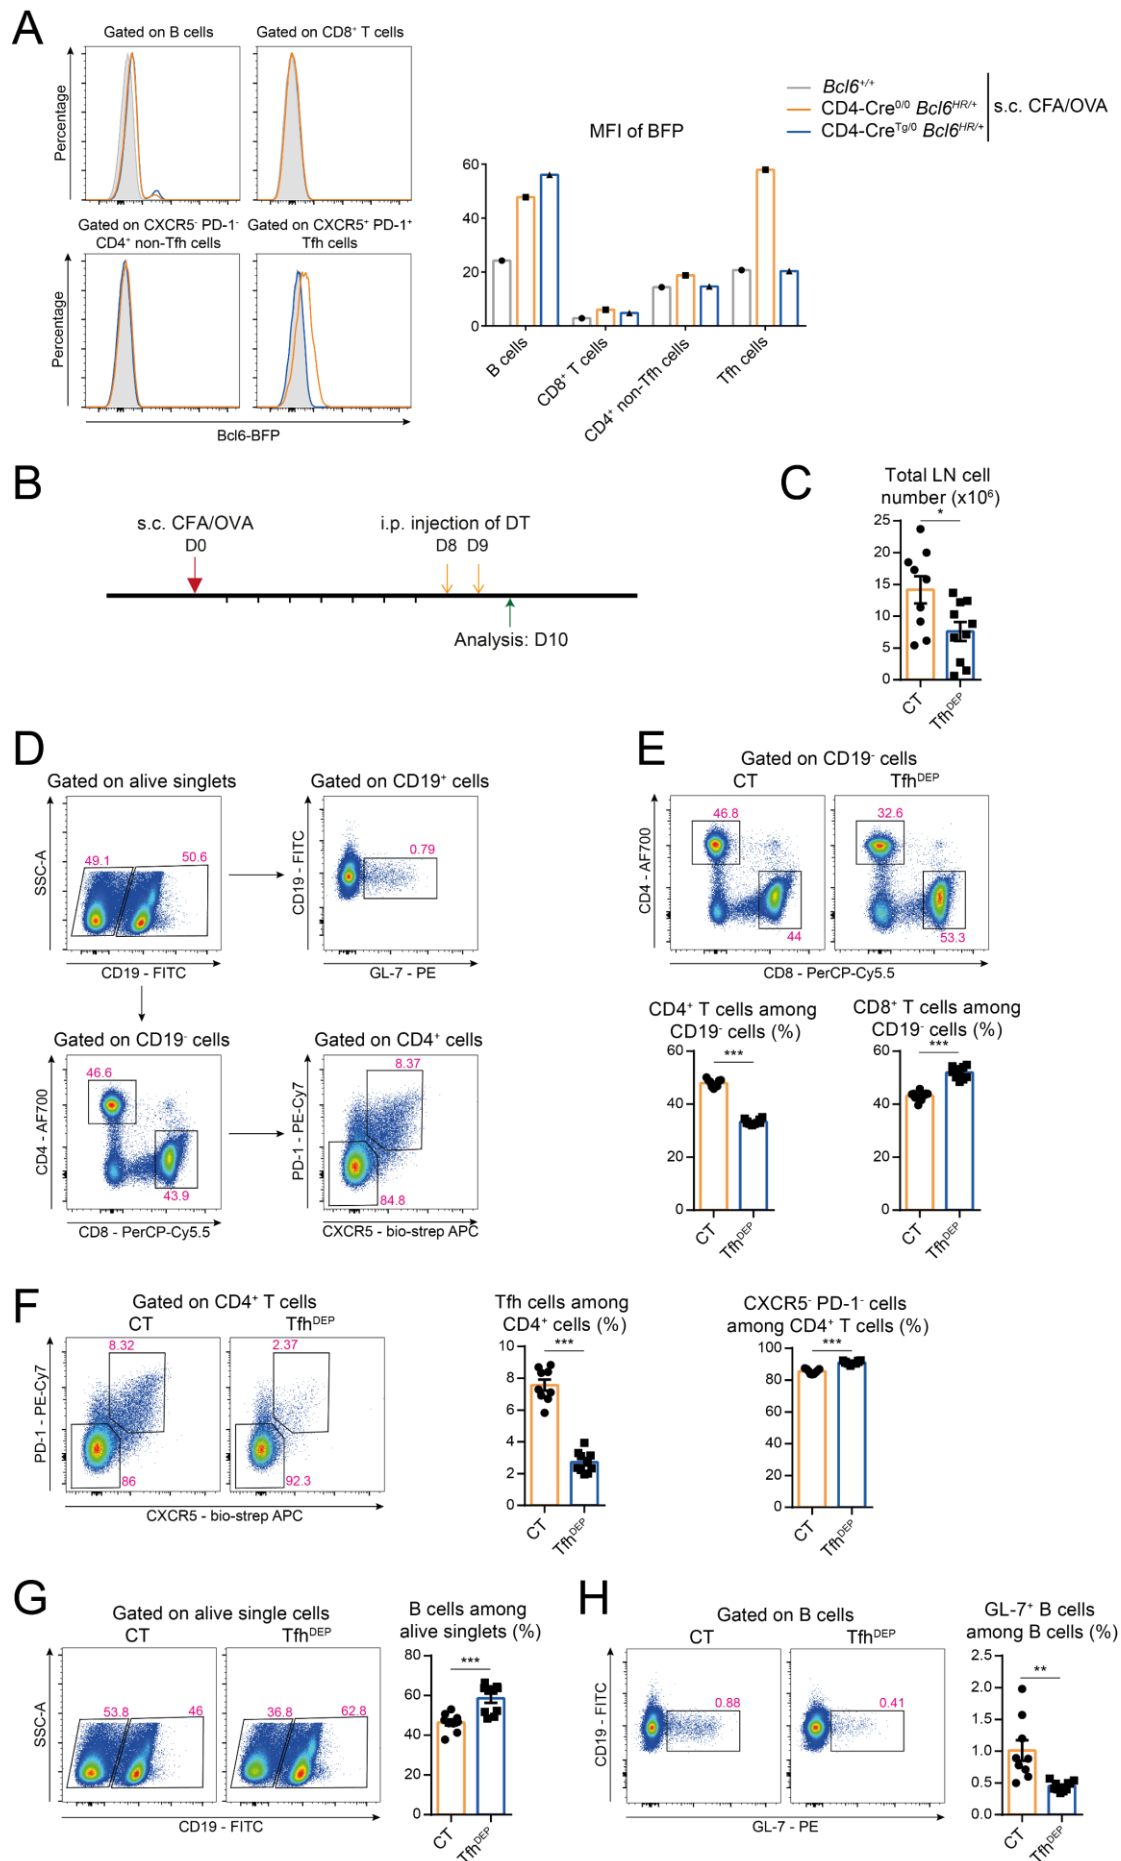 A
Gated on B cells
Gated on CD8⁺ T cells
Percentage
Gated on CXCR5⁻ PD-1⁻
CD4⁺ non-Tfh cells
Gated on CXCR5⁺ PD-1⁺
Tfh cells
Percentage
Bcl6-BFP
MFI of BFP
60
40
20
0
B cells
CD8⁺ T cells
CD4⁺ non-Tfh cells
Tfh cells
Bcl6⁺/⁺
CD4-Cre⁰/⁰ Bcl6ᴴᴿ/⁺
CD4-Creᵀᵍ/⁰ Bcl6ᴴᴿ/⁺
s.c. CFA/OVA
B
s.c. CFA/OVA
D0
i.p. injection of DT
D8 D9
Analysis: D10
C
Total LN cell
number (x10⁶)
*
25
20
15
10
5
0
CT
Tfhᴰᴱᴾ
D
Gated on alive singlets
SSC-A
49.1
50.6
CD19 - FITC
Gated on CD19⁺ cells
CD19 - FITC
0.79
GL-7 - PE
Gated on CD19⁻ cells
CD4 - AF700
46.6
43.9
CD8 - PerCP-Cy5.5
Gated on CD4⁺ cells
PD-1 - PE-Cy7
8.37
84.8
CXCR5 - bio-strep APC
E
Gated on CD19⁻ cells
CT
Tfhᴰᴱᴾ
CD4 - AF700
46.8
44
32.6
53.3
CD8 - PerCP-Cy5.5
CD4⁺ T cells among
CD19⁻ cells (%)
***
60
40
20
0
CT
Tfhᴰᴱᴾ
CD8⁺ T cells among
CD19⁻ cells (%)
***
60
40
20
0
CT
Tfhᴰᴱᴾ
F
Gated on CD4⁺ T cells
CT
Tfhᴰᴱᴾ
PD-1 - PE-Cy7
8.32
86
2.37
92.3
CXCR5 - bio-strep APC
Tfh cells among
CD4⁺ cells (%)
***
10
8
6
4
2
0
CT
Tfhᴰᴱᴾ
CXCR5⁻ PD-1⁻ cells
among CD4⁺ T cells (%)
***
100
80
60
40
20
0
CT
Tfhᴰᴱᴾ
G
Gated on alive single cells
CT
Tfhᴰᴱᴾ
SSC-A
53.8
46
36.8
62.8
CD19 - FITC
B cells among
alive singlets (%)
***
80
60
40
20
0
CT
Tfhᴰᴱᴾ
H
Gated on B cells
CT
Tfhᴰᴱᴾ
CD19 - FITC
0.88
0.41
GL-7 - PE
GL-7⁺ B cells
among B cells (%)
**
2.5
2.0
1.5
1.0
0.5
0.0
CT
Tfhᴰᴱᴾ